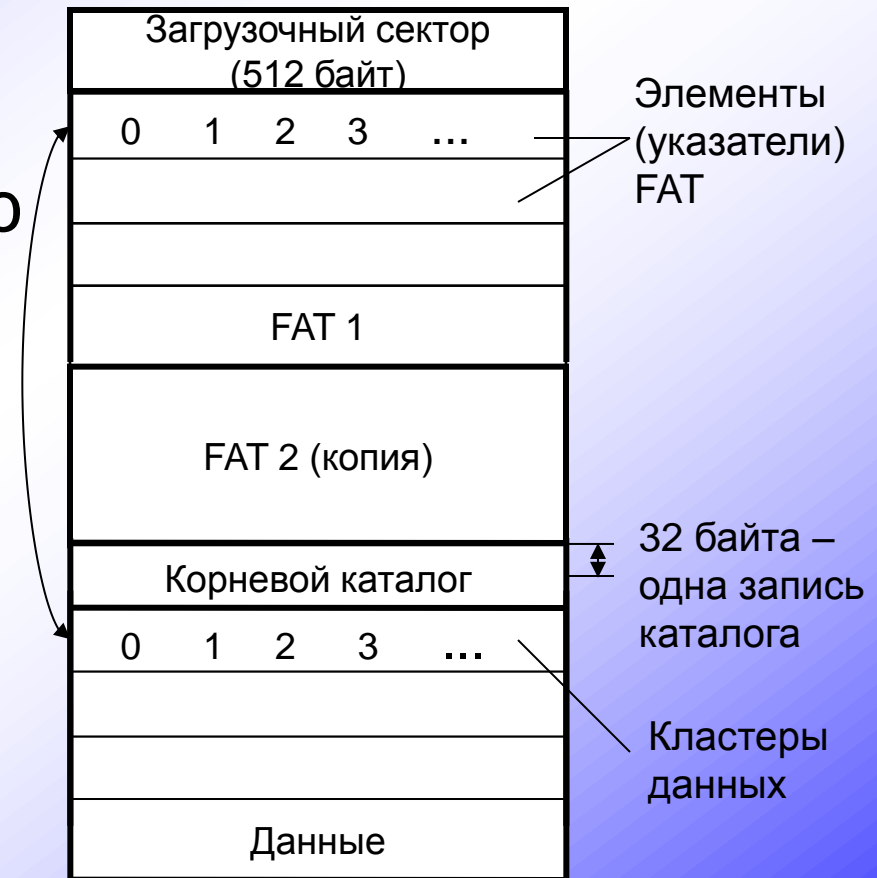 Загрузочный сектор
(512 байт)
0 1 2 3 ...
Элементы
(указатели)
FAT
FAT 1
FAT 2 (копия)
Корневой каталог
32 байта –
одна запись
каталога
0 1 2 3 ...
Кластеры
данных
Данные